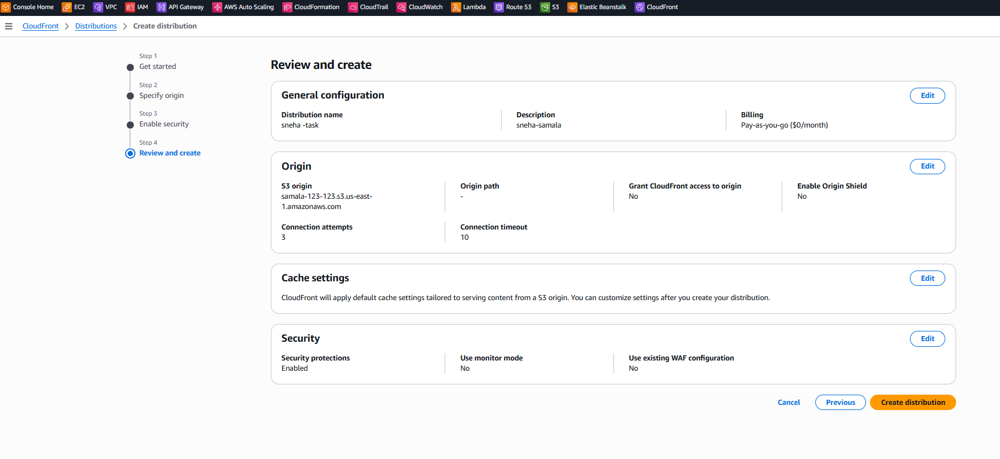 Console Home EC2 VPC IAM API Gateway AWS Auto Scaling CloudFormation CloudTrail CloudWatch Lambda Route 53 S3 Elastic Beanstalk CloudFront
CloudFront Distributions Create distribution
Step 1
Get started
Step 2
Specify origin
Step 3
Enable security
Step 4
Review and create
Review and create
General configuration
Edit
Distribution name
sneha -task
Description
sneha-samala
Billing
Pay-as-you-go ($0/month)
Origin
Edit
S3 origin
samala-123-123.s3.us-east-
1.amazonaws.com
Origin path
-
Grant CloudFront access to origin
No
Enable Origin Shield
No
Connection attempts
3
Connection timeout
10
Cache settings
Edit
CloudFront will apply default cache settings tailored to serving content from a S3 origin. You can customize settings after you create your distribution.
Security
Edit
Security protections
Enabled
Use monitor mode
No
Use existing WAF configuration
No
Cancel
Previous
Create distribution